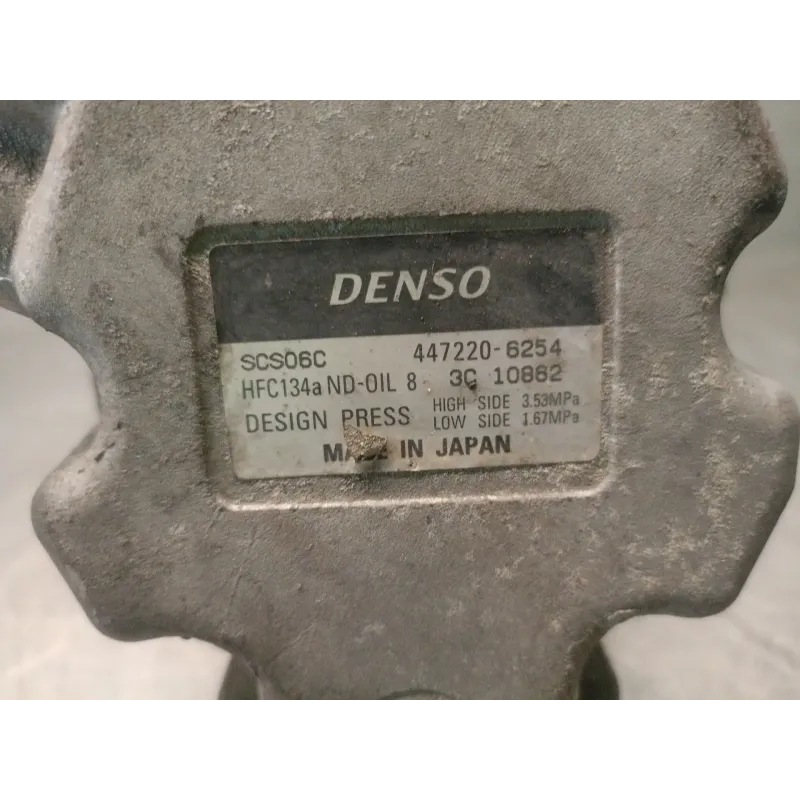 DENSO
SCS06C 447220-6254
HFC134a ND-OIL 8 3C 10862
DESIGN PRESS HIGH SIDE 3.53MPa
LOW SIDE 1.67MPa
MADE IN JAPAN